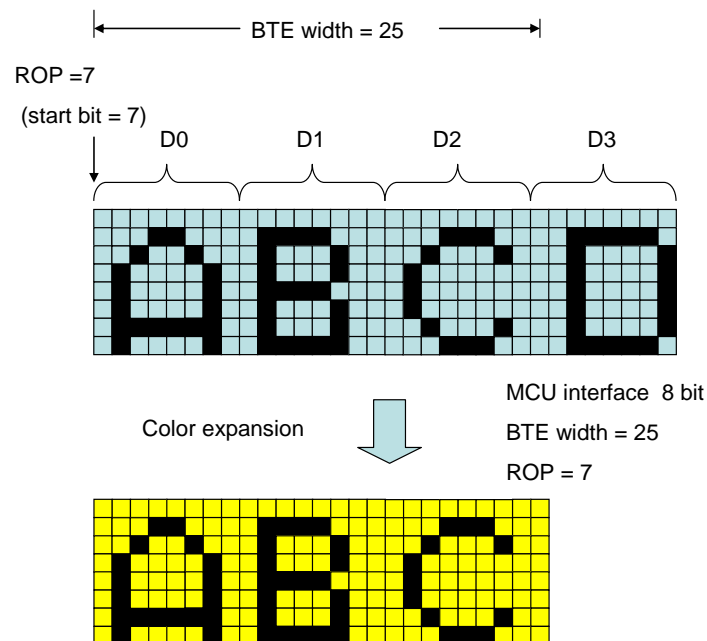 BTE width = 25
ROP =7
(start bit = 7)
D0 D1 D2 D3
A B C D
MCU interface 8 bit
Color expansion
BTE width = 25
ROP = 7
A B C